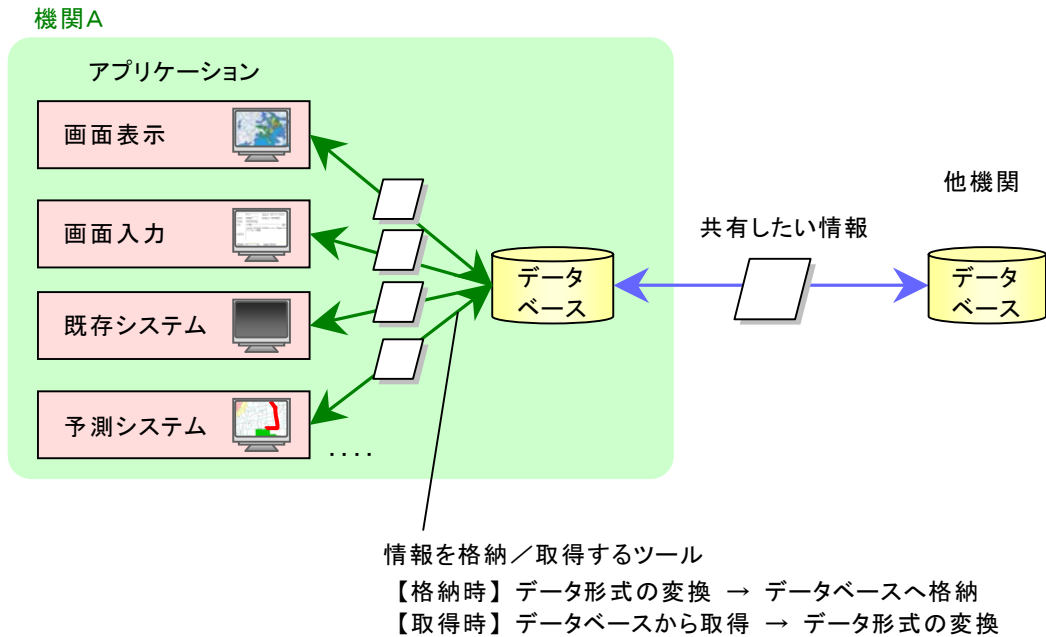 機関A
アプリケーション
画面表示
画面入力
既存システム
予測システム
‥‥
データ
ベース
共有したい情報
他機関
データ
ベース
情報を格納／取得するツール
【格納時】データ形式の変換 → データベースへ格納
【取得時】データベースから取得 → データ形式の変換